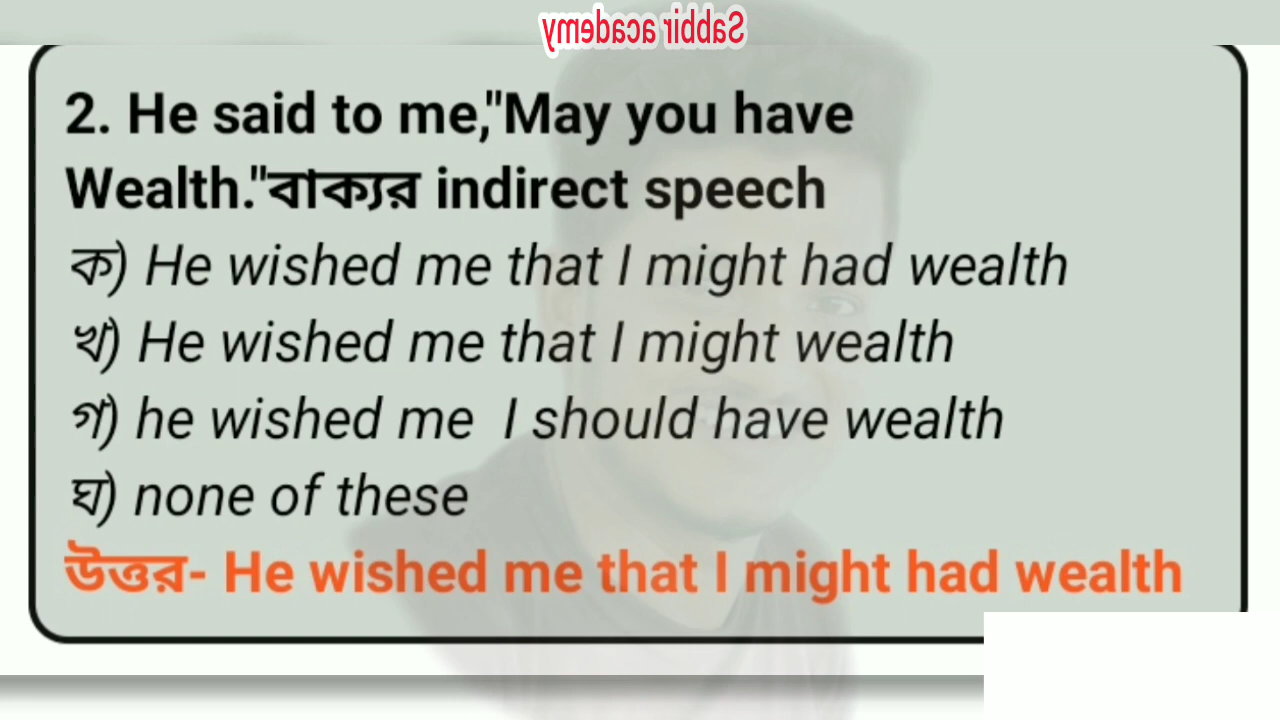 Sabbir academy
2. He said to me,"May you have
Wealth."বাক্যর indirect speech
ক) He wished me that I might had wealth
খ) He wished me that I might wealth
গ) he wished me I should have wealth
ঘ) none of these
উত্তর- He wished me that I might had wealth